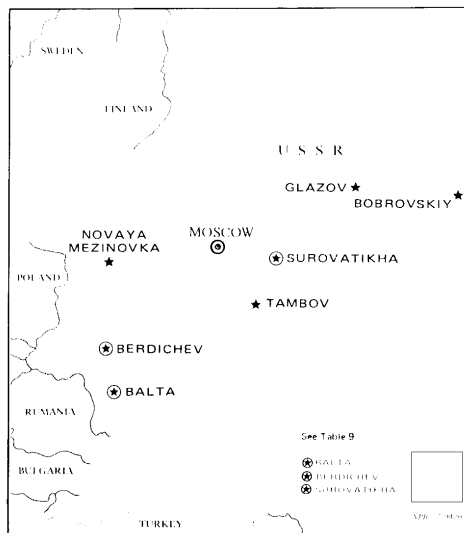 SWEDEN
FINLAND
U S S R
GLAZOV
BOBROVSKIY
NOVAYA
MEZINOVKA
MOSCOW
SUROVATIKHA
POLAND
TAMBOV
BERDICHEV
BALTA
RUMANIA
See Table 9
BALTA
BERDICHEV
SUROVATIKHA
BULGARIA
TURKEY